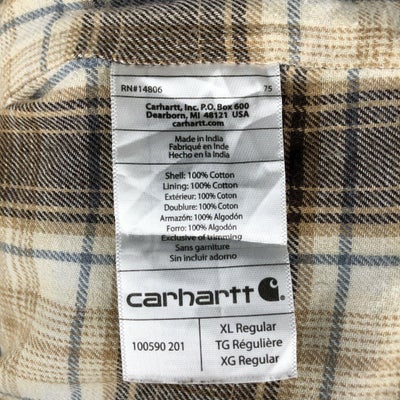 RN#14806 75
Carhartt, Inc. P.O. Box 600
Dearborn, MI 48121 USA
carhartt.com
Made in India
Fabriqué en Inde
Hecho en la India
Shell: 100% Cotton
Lining: 100% Cotton
Extérieur: 100% Coton
Doublure: 100% Coton
Armazón: 100% Algodón
Forro: 100% Algodón
Exclusive of trimming
Sans garniture
Sin incluir adorno
carhartt
100590 201
XL Regular
TG Régulière
XG Regular